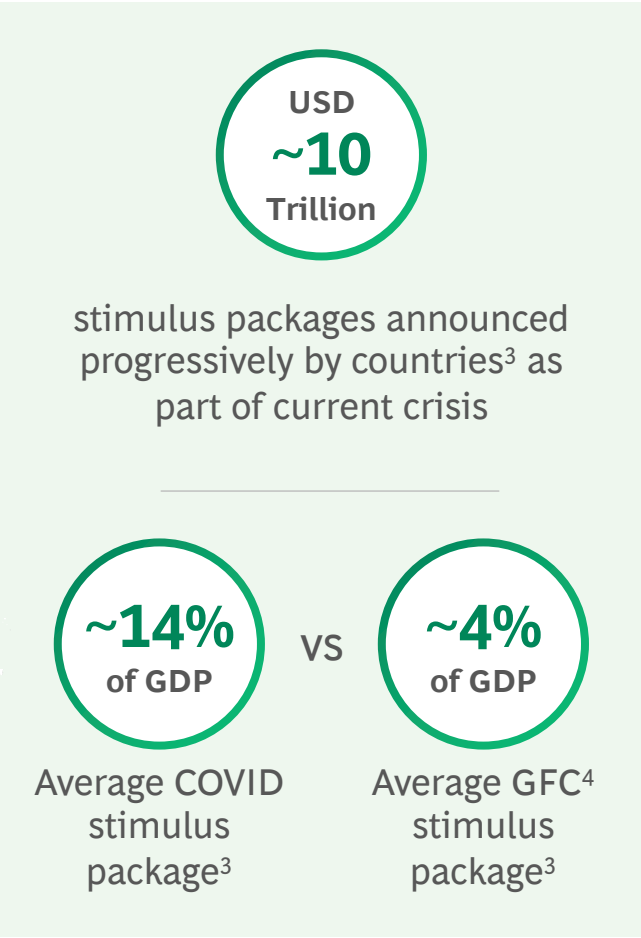 USD
~10
Trillion
stimulus packages announced
progressively by countries³ as
part of current crisis
~14%
of GDP
vs
~4%
of GDP
Average COVID
stimulus
package³
Average GFC⁴
stimulus
package³